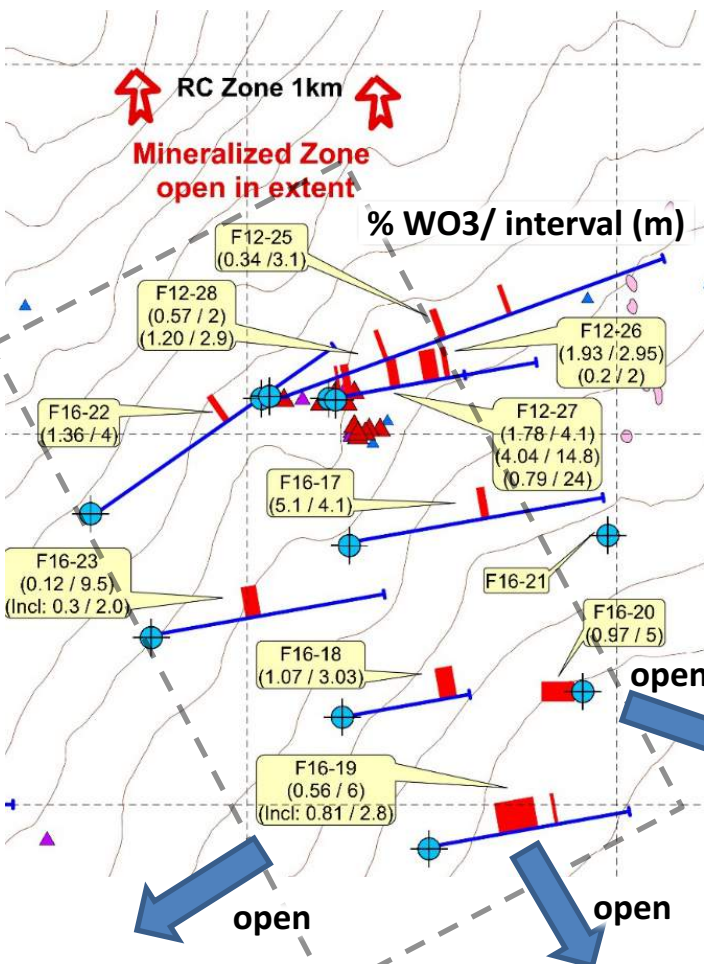 RC Zone 1km
Mineralized Zone
open in extent
% WO3/ interval (m)
F12-25
(0.34 /3.1)
F12-28
(0.57 / 2)
(1.20 / 2.9)
F12-26
(1.93 / 2.95)
(0.2 / 2)
F16-22
(1.36 / 4)
F12-27
(1.78 / 4.1)
(4.04 / 14.8)
(0.79 / 24)
F16-17
(5.1 / 4.1)
F16-23
(0.12 / 9.5)
(Incl: 0.3 / 2.0)
F16-21
F16-20
(0.97 / 5)
F16-18
(1.07 / 3.03)
open
F16-19
(0.56 / 6)
(Incl: 0.81 / 2.8)
open
open